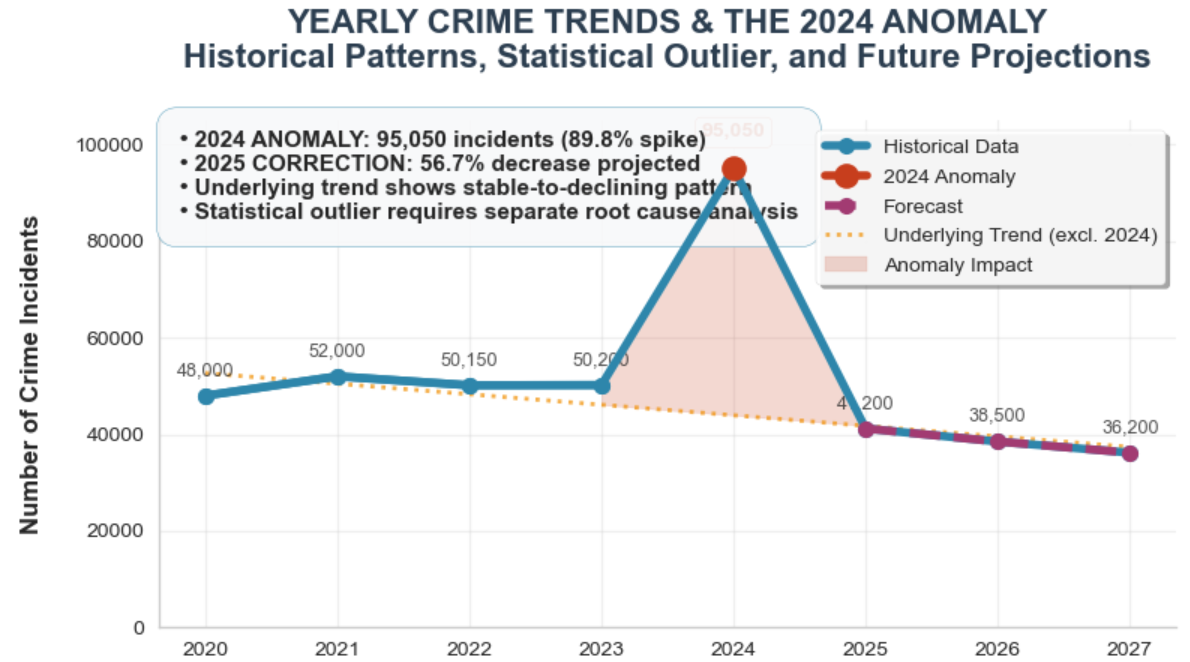 YEARLY CRIME TRENDS & THE 2024 ANOMALY
Historical Patterns, Statistical Outlier, and Future Projections
• 2024 ANOMALY: 95,050 incidents (89.8% spike)
• 2025 CORRECTION: 56.7% decrease projected
• Underlying trend shows stable-to-declining pattern
• Statistical outlier requires separate root cause analysis
95,050
Historical Data
2024 Anomaly
Forecast
Underlying Trend (excl. 2024)
Anomaly Impact
Number of Crime Incidents
100000
80000
60000
40000
20000
0
48,000
52,000
50,150
50,200
41,200
38,500
36,200
2020
2021
2022
2023
2024
2025
2026
2027